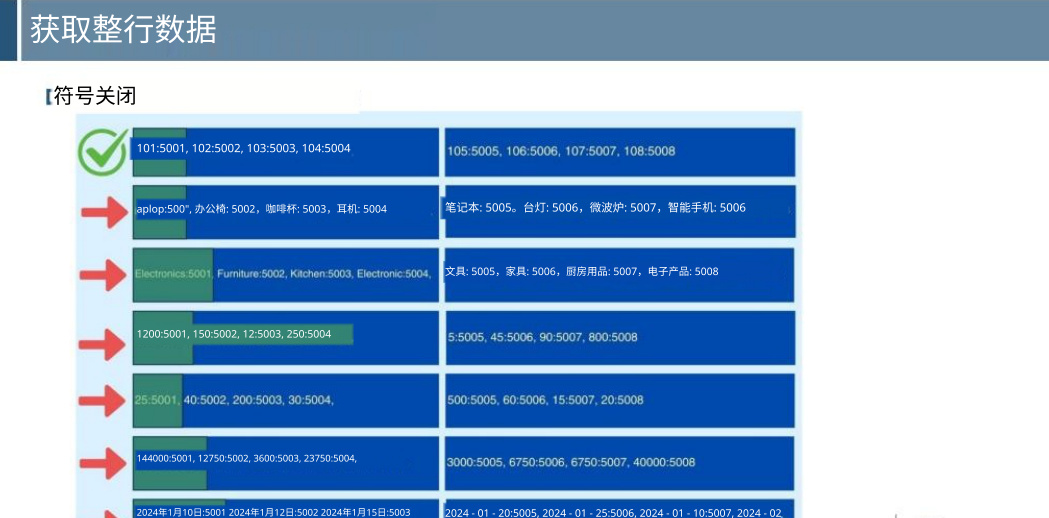 获取整行数据
【符号关闭
101:5001, 102:5002, 103:5003, 104:5004
105:5005, 106:5006, 107:5007, 108:5008
aplop:500", 办公椅: 5002，咖啡杯: 5003，耳机: 5004
笔记本: 5005。台灯: 5006，微波炉: 5007，智能手机: 5006
Electronics:5001, Furniture:5002, Kitchen:5003, Electronic:5004,
文具: 5005，家具: 5006，厨房用品: 5007，电子产品: 5008
1200:5001, 150:5002, 12:5003, 250:5004
5:5005, 45:5006, 90:5007, 800:5008
25:5001, 40:5002, 200:5003, 30:5004,
500:5005, 60:5006, 15:5007, 20:5008
144000:5001, 12750:5002, 3600:5003, 23750:5004,
3000:5005, 6750:5006, 6750:5007, 40000:5008
2024年1月10日:5001 2024年1月12日:5002 2024年1月15日:5003
2024 - 01 - 20:5005, 2024 - 01 - 25:5006, 2024 - 01 - 10:5007, 2024 - 02